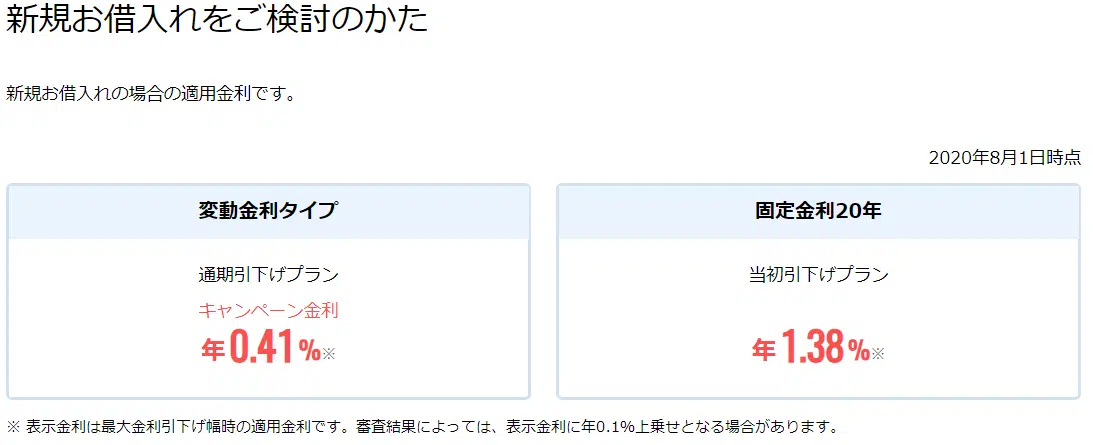 新規お借入れをご検討のかた
新規お借入れの場合の適用金利です。
2020年8月1日時点
変動金利タイプ
通期引下げプラン
キャンペーン金利
年0.41%※
固定金利20年
当初引下げプラン
年1.38%※
※ 表示金利は最大金利引下げ幅時の適用金利です。審査結果によっては、表示金利に年0.1%上乗せとなる場合があります。